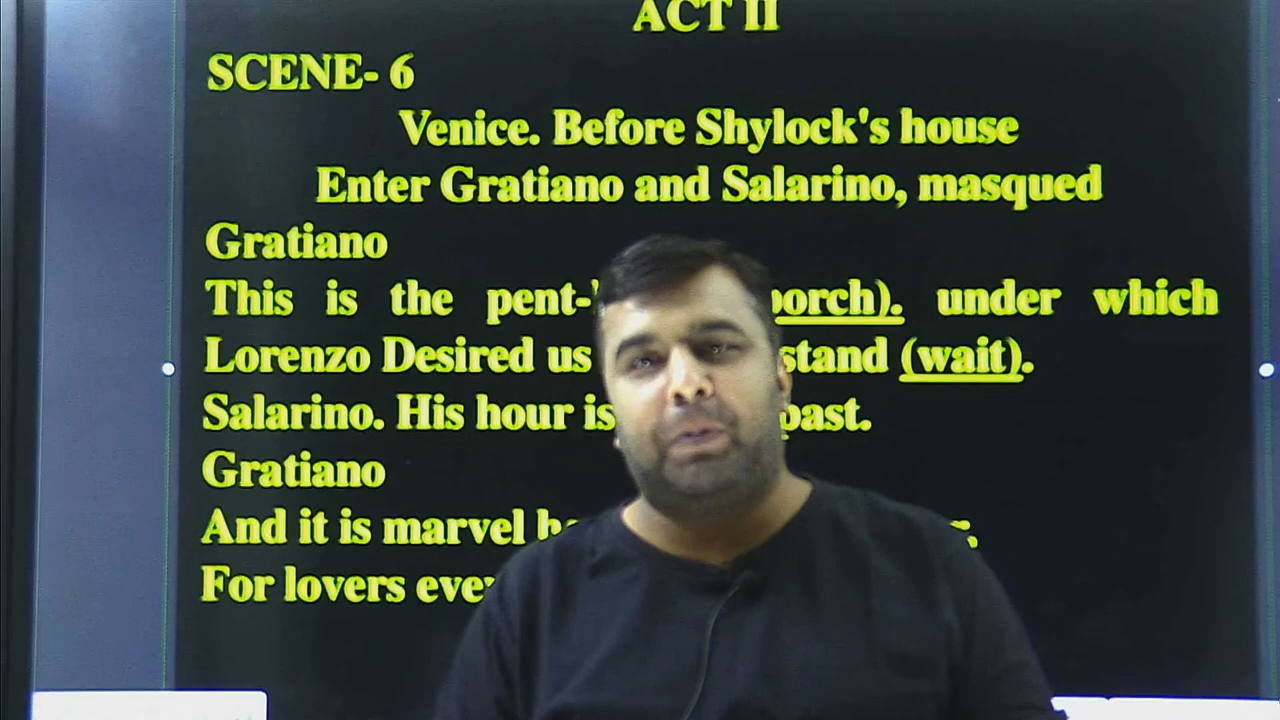 ACT II
SCENE- 6
Venice. Before Shylock's house
Enter Gratiano and Salarino, masqued
Gratiano
This is the pent- porch). under which
Lorenzo Desired us stand (wait).
Salarino. His hour is past.
Gratiano
And it is marvel
For lovers